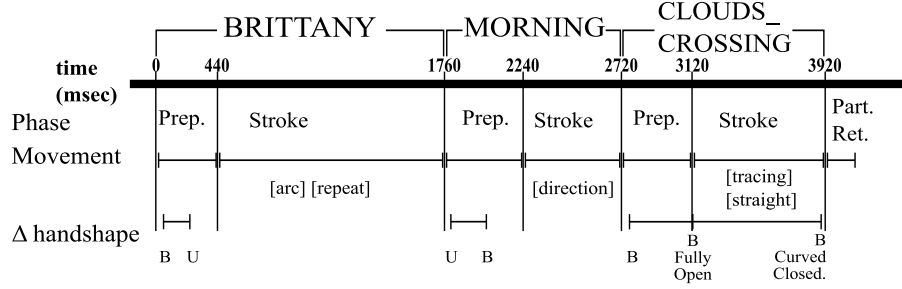 BRITTANY MORNING CLOUDS_
CROSSING
time 0 440 1760 2240 2720 3120 3920
(msec)
Phase Prep. Stroke Prep. Stroke Prep. Stroke Part.
Ret.
Movement
[arc] [repeat] [direction] [tracing]
[straight]
Δ handshape
B U U B B B B
Fully Curved
Open Closed.